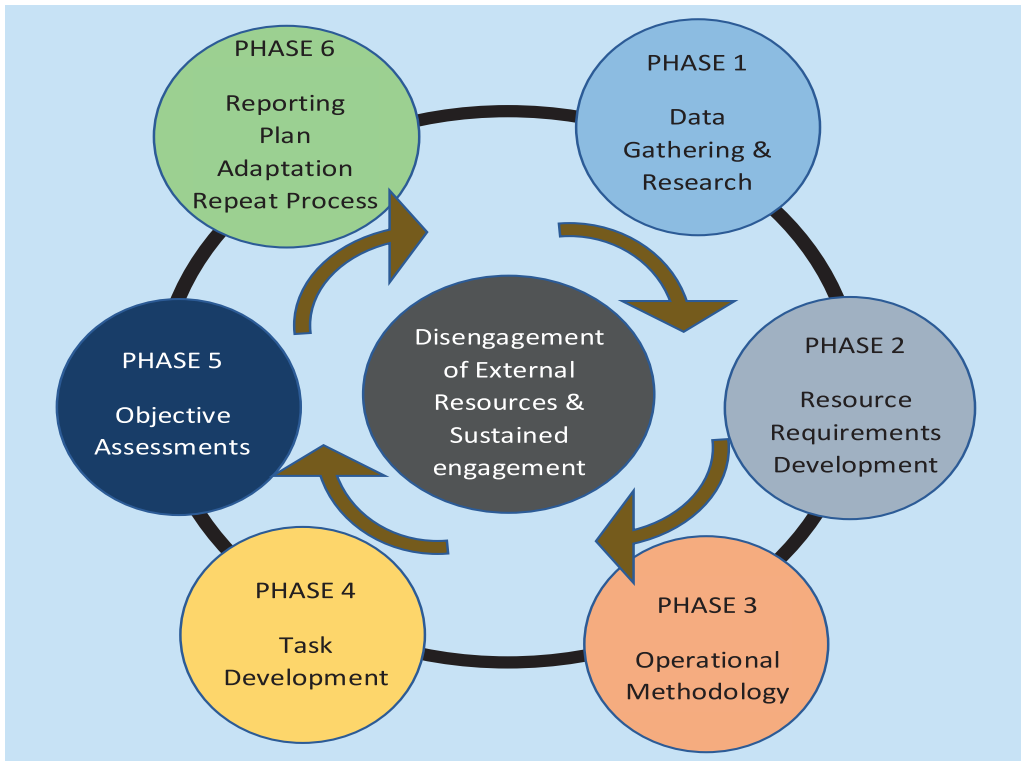 PHASE 1
Data
Gathering &
Research
PHASE 2
Resource
Requirements
Development
PHASE 3
Operational
Methodology
PHASE 4
Task
Development
PHASE 5
Objective
Assessments
PHASE 6
Reporting
Plan
Adaptation
Repeat Process
Disengagement
of External
Resources &
Sustained
engagement